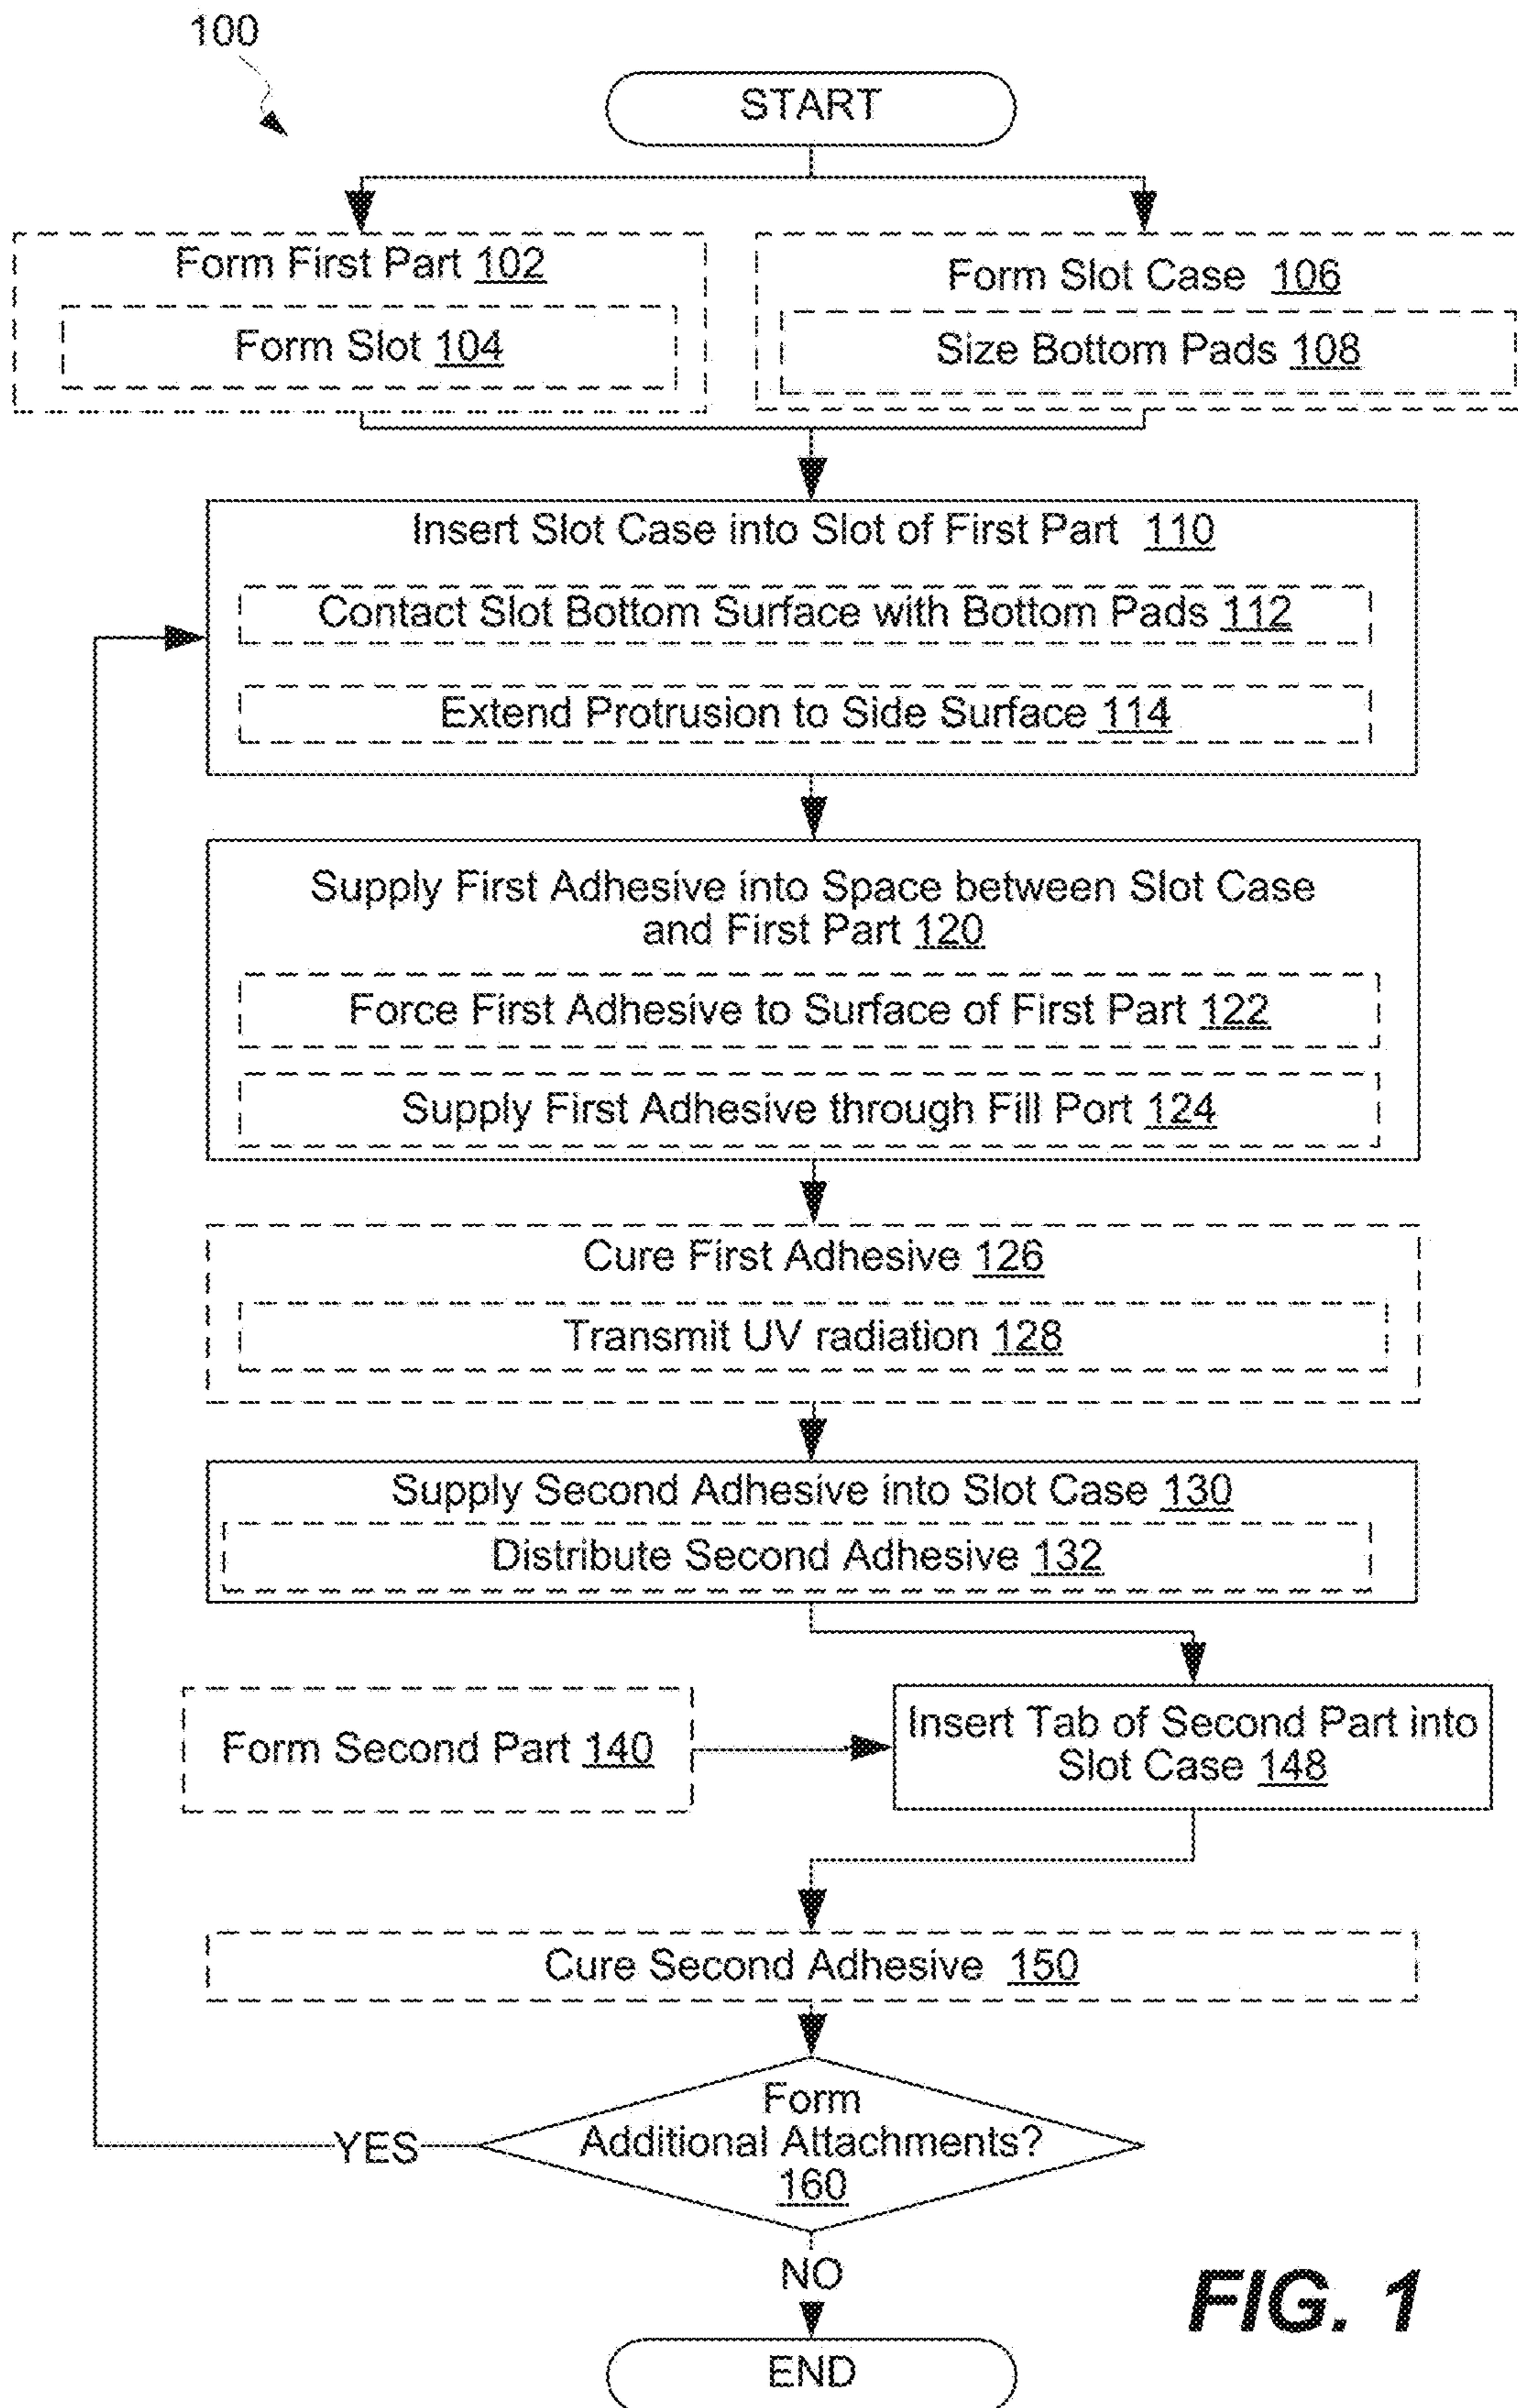 100
START
Form First Part 102
Form Slot 104
Form Slot Case 106
Size Bottom Pads 108
Insert Slot Case into Slot of First Part 110
Contact Slot Bottom Surface with Bottom Pads 112
Extend Protrusion to Side Surface 114
Supply First Adhesive into Space between Slot Case
and First Part 120
Force First Adhesive to Surface of First Part 122
Supply First Adhesive through Fill Port 124
Cure First Adhesive 126
Transmit UV radiation 128
Supply Second Adhesive into Slot Case 130
Distribute Second Adhesive 132
Form Second Part 140
Insert Tab of Second Part into
Slot Case 148
Cure Second Adhesive 150
Form
Additional Attachments?
160
YES
NO
END
FIG. 1